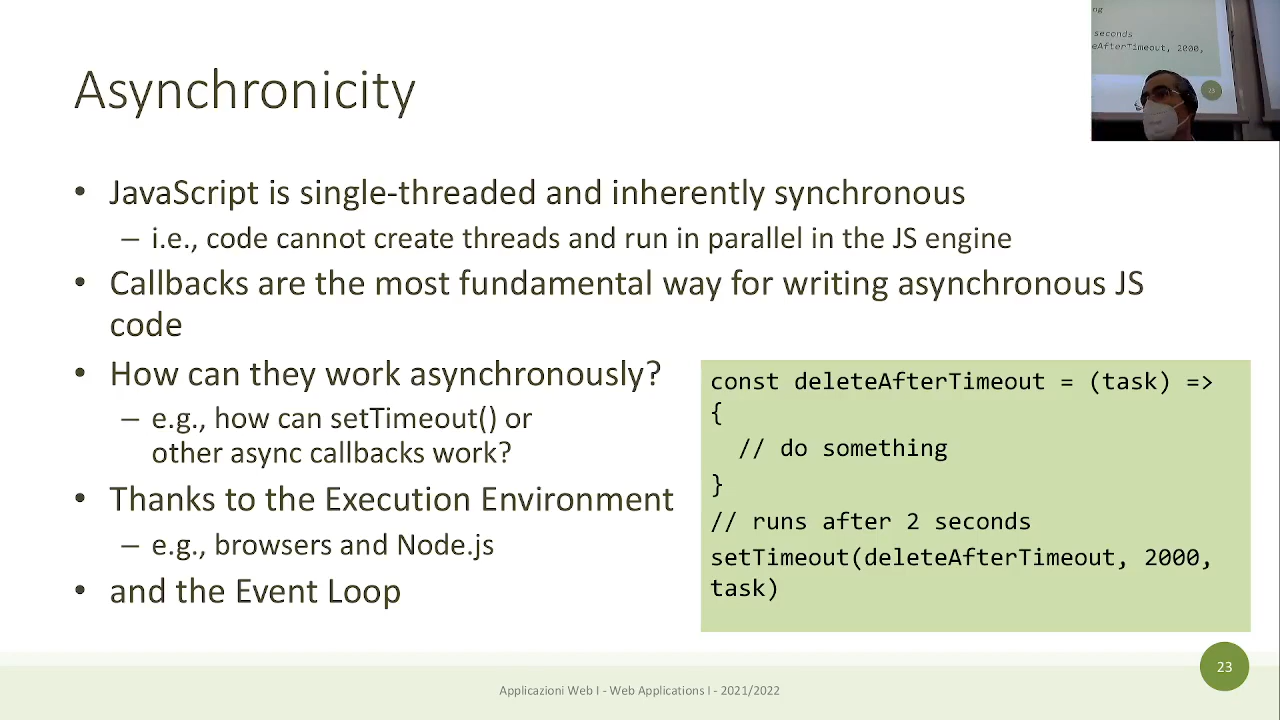 Asynchronicity
• JavaScript is single-threaded and inherently synchronous
– i.e., code cannot create threads and run in parallel in the JS engine
• Callbacks are the most fundamental way for writing asynchronous JS
code
• How can they work asynchronously?
– e.g., how can setTimeout() or
other async callbacks work?
• Thanks to the Execution Environment
– e.g., browsers and Node.js
• and the Event Loop
const deleteAfterTimeout = (task) =>
{
// do something
}
// runs after 2 seconds
setTimeout(deleteAfterTimeout, 2000,
task)
ng
seconds
eAfterTimeout, 2000,
23
Applicazioni Web I - Web Applications I - 2021/2022
23